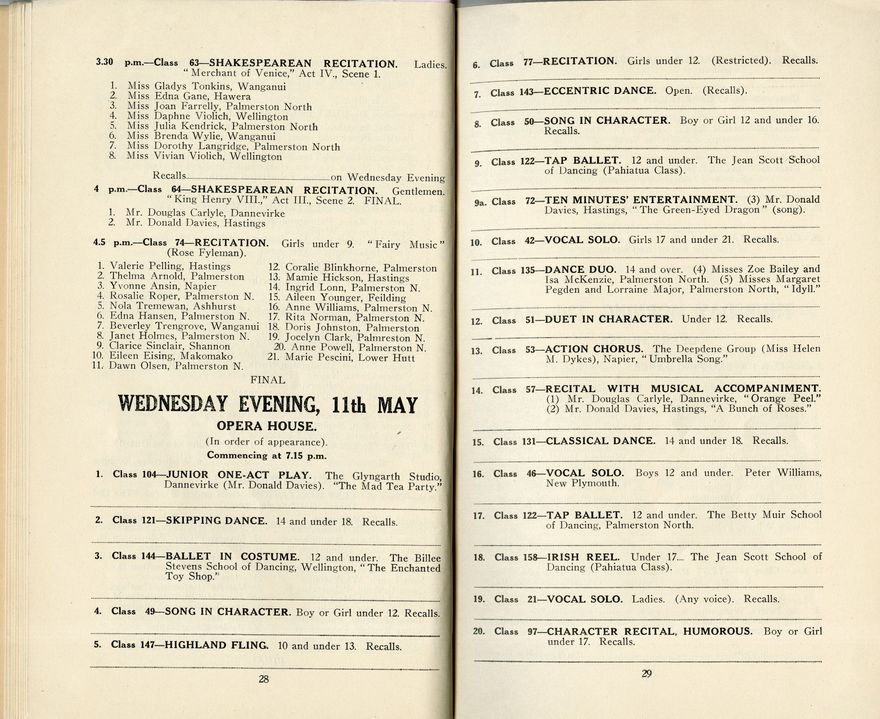 3.30 p.m.—Class 63—SHAKESPEAREAN RECITATION. Ladies.
"Merchant of Venice," Act IV., Scene 1.
1. Miss Gladys Tonkins, Wanganui
2. Miss Edna Gane, Hawera
3. Miss Joan Farrelly, Palmerston North
4. Miss Daphne Violich, Wellington
5. Miss Julia Kendrick, Palmerston North
6. Miss Brenda Wylie, Wanganui
7. Miss Dorothy Langridge, Palmerston North
8. Miss Vivian Violich, Wellington
Recalls on Wednesday Evening
4 p.m.—Class 64—SHAKESPEAREAN RECITATION. Gentlemen.
"King Henry VIII.," Act III., Scene 2. FINAL.
1. Mr. Douglas Carlyle, Dannevirke
2. Mr. Donald Davies, Hastings
4.5 p.m.—Class 74—RECITATION. Girls under 9. "Fairy Music"
(Rose Fyleman).
1. Valerie Pelling, Hastings
2. Thelma Arnold, Palmerston
3. Yvonne Ansin, Napier
4. Rosalie Roper, Palmerston N.
5. Nola Tremewan, Ashhurst
6. Edna Hansen, Palmerston N.
7. Beverley Trengrove, Wanganui
8. Janet Holmes, Palmerston N.
9. Clarice Sinclair, Shannon
10. Eileen Eising, Makomako
11. Dawn Olsen, Palmerston N.
12. Coralie Blinkhorne, Palmerston
13. Mamie Hickson, Hastings
14. Ingrid Lonn, Palmerston N.
15. Aileen Younger, Feilding
16. Anne Williams, Palmerston N.
17. Rita Norman, Palmerston N.
18. Doris Johnston, Palmerston
19. Jocelyn Clark, Palmreston N.
20. Anne Powell, Palmerston N.
21. Marie Pescini, Lower Hutt
FINAL
WEDNESDAY EVENING, 11th MAY
OPERA HOUSE.
(In order of appearance).
Commencing at 7.15 p.m.
1. Class 104—JUNIOR ONE-ACT PLAY. The Glyngarth Studio,
Dannevirke (Mr. Donald Davies). "The Mad Tea Party."
2. Class 121—SKIPPING DANCE. 14 and under 18. Recalls.
3. Class 144—BALLET IN COSTUME. 12 and under. The Billee
Stevens School of Dancing, Wellington, "The Enchanted
Toy Shop."
4. Class 49—SONG IN CHARACTER. Boy or Girl under 12. Recalls.
5. Class 147—HIGHLAND FLING. 10 and under 13. Recalls.
28
6. Class 77—RECITATION. Girls under 12. (Restricted). Recalls.
7. Class 143—ECCENTRIC DANCE. Open. (Recalls).
8. Class 50—SONG IN CHARACTER. Boy or Girl 12 and under 16.
Recalls.
9. Class 122—TAP BALLET. 12 and under. The Jean Scott School
of Dancing (Pahiatua Class).
9a. Class 72—TEN MINUTES' ENTERTAINMENT. (3) Mr. Donald
Davies, Hastings, "The Green-Eyed Dragon" (song).
10. Class 42—VOCAL SOLO. Girls 17 and under 21. Recalls.
11. Class 135—DANCE DUO. 14 and over. (4) Misses Zoe Bailey and
Isa McKenzie, Palmerston North. (5) Misses Margaret
Pegden and Lorraine Major, Palmerston North, "Idyll."
12. Class 51—DUET IN CHARACTER. Under 12. Recalls.
13. Class 53—ACTION CHORUS. The Deepdene Group (Miss Helen
M. Dykes), Napier, "Umbrella Song."
14. Class 57—RECITAL WITH MUSICAL ACCOMPANIMENT.
(1) Mr. Douglas Carlyle, Dannevirke, "Orange Peel."
(2) Mr. Donald Davies, Hastings, "A Bunch of Roses."
15. Class 131—CLASSICAL DANCE. 14 and under 18. Recalls.
16. Class 46—VOCAL SOLO. Boys 12 and under. Peter Williams,
New Plymouth.
17. Class 122—TAP BALLET. 12 and under. The Betty Muir School
of Dancing, Palmerston North.
18. Class 158—IRISH REEL. Under 17. The Jean Scott School of
Dancing (Pahiatua Class).
19. Class 21—VOCAL SOLO. Ladies. (Any voice). Recalls.
20. Class 97—CHARACTER RECITAL, HUMOROUS. Boy or Girl
under 17. Recalls.
29